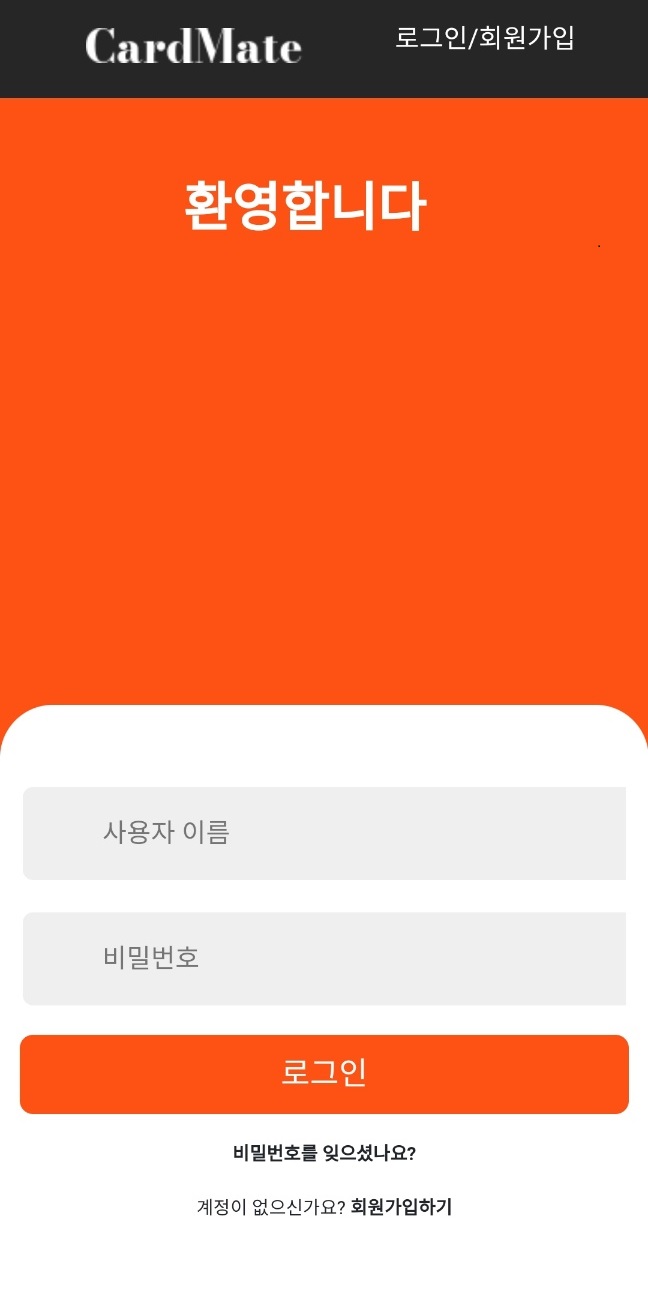 CardMate
로그인/회원가입
환영합니다
사용자 이름
비밀번호
로그인
비밀번호를 잊으셨나요?
계정이 없으신가요? 회원가입하기